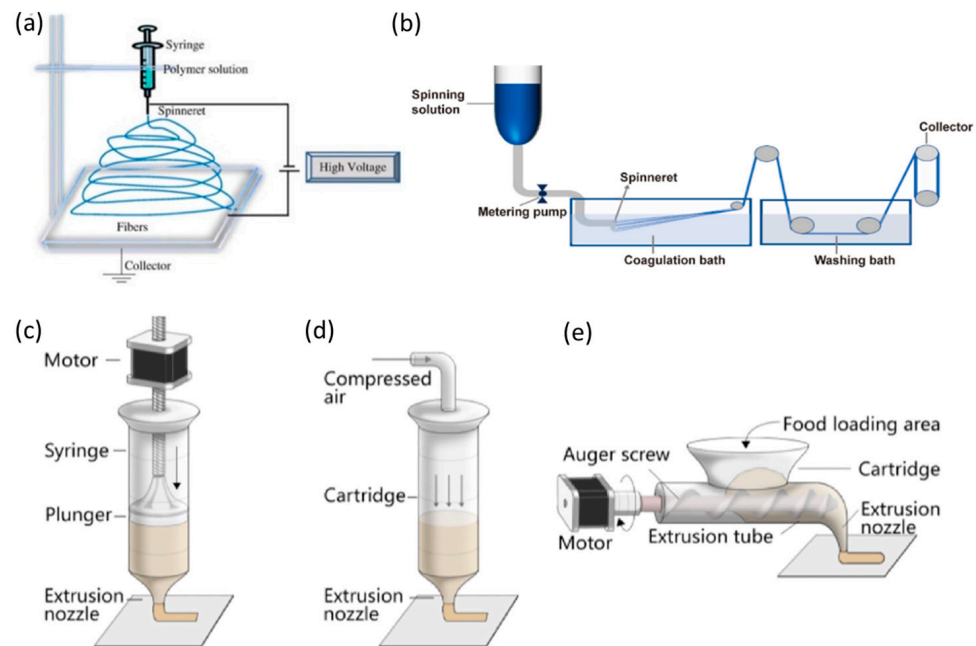 (a)
Syringe
Polymer solution
Spinneret
High Voltage
Fibers
Collector
(b)
Spinning
solution
Metering pump
Spinneret
Coagulation bath
Washing bath
Collector
(c)
Motor
Syringe
Plunger
Extrusion
nozzle
(d)
Compressed
air
Cartridge
Extrusion
nozzle
(e)
Food loading area
Auger screw
Cartridge
Extrusion
nozzle
Extrusion tube
Motor